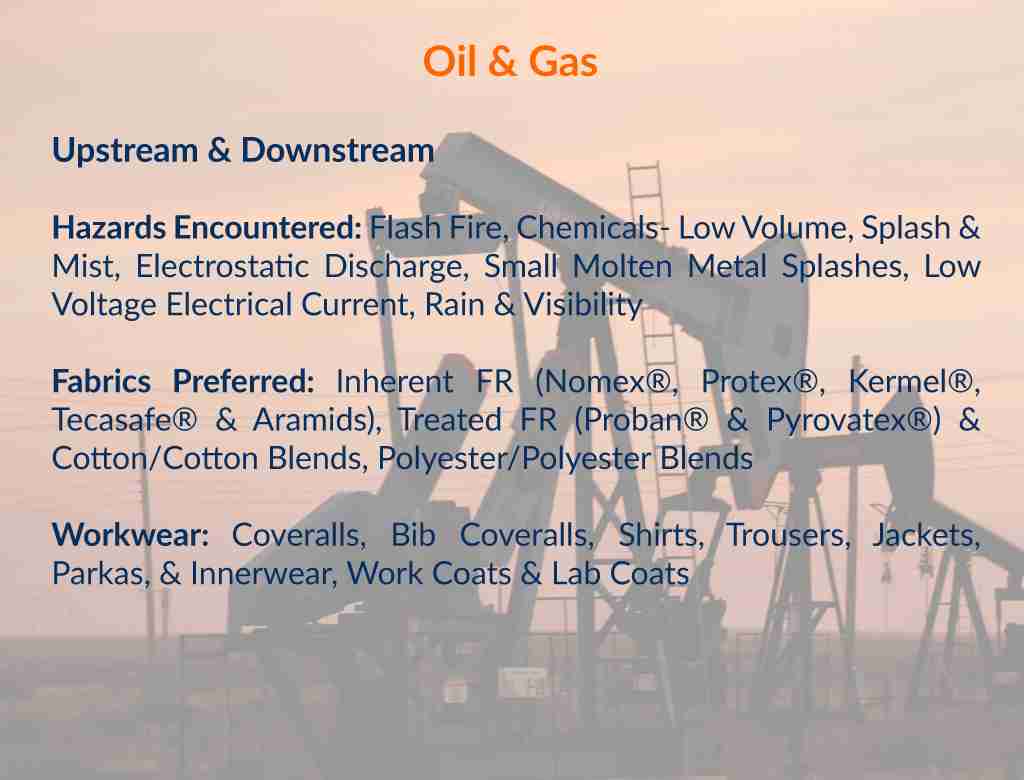 Oil & Gas
Upstream & Downstream
Hazards Encountered: Flash Fire, Chemicals- Low Volume, Splash &
Mist, Electrostatic Discharge, Small Molten Metal Splashes, Low
Voltage Electrical Current, Rain & Visibility
Fabrics Preferred: Inherent FR (Nomex®, Protex®, Kermel®,
Tecasafe® & Aramids), Treated FR (Proban® & Pyrovatex®) &
Cotton/Cotton Blends, Polyester/Polyester Blends
Workwear: Coveralls, Bib Coveralls, Shirts, Trousers, Jackets,
Parkas, & Innerwear, Work Coats & Lab Coats